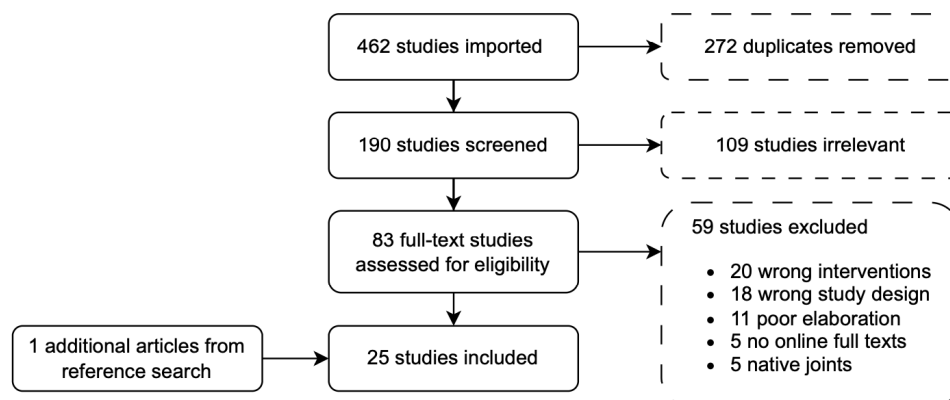 462 studies imported
272 duplicates removed
190 studies screened
109 studies irrelevant
83 full-text studies
assessed for eligibility
59 studies excluded
• 20 wrong interventions
• 18 wrong study design
• 11 poor elaboration
• 5 no online full texts
• 5 native joints
1 additional articles from
reference search
25 studies included